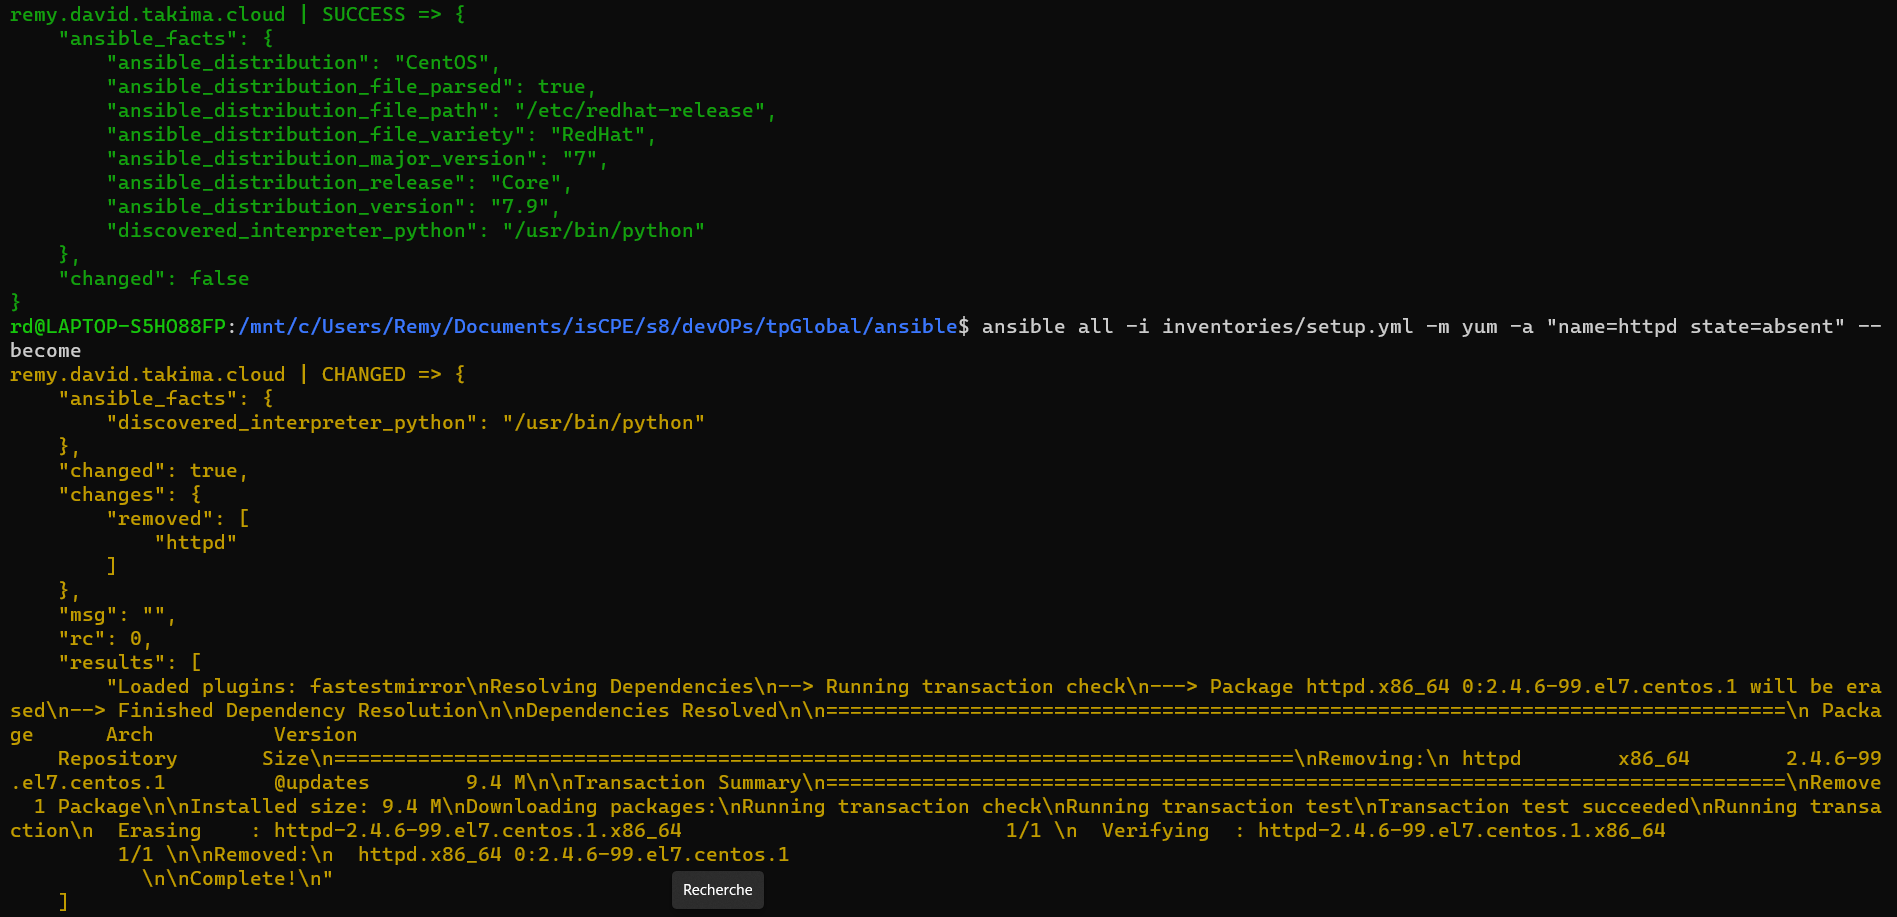 remy.david.takima.cloud | SUCCESS => {
    "ansible_facts": {
        "ansible_distribution": "CentOS",
        "ansible_distribution_file_parsed": true,
        "ansible_distribution_file_path": "/etc/redhat-release",
        "ansible_distribution_file_variety": "RedHat",
        "ansible_distribution_major_version": "7",
        "ansible_distribution_release": "Core",
        "ansible_distribution_version": "7.9",
        "discovered_interpreter_python": "/usr/bin/python"
    },
    "changed": false
}
rd@LAPTOP-S5HO88FP:/mnt/c/Users/Remy/Documents/isCPE/s8/devOPs/tpGlobal/ansible$ ansible all -i inventories/setup.yml -m yum -a "name=httpd state=absent" --
become
remy.david.takima.cloud | CHANGED => {
    "ansible_facts": {
        "discovered_interpreter_python": "/usr/bin/python"
    },
    "changed": true,
    "changes": {
        "removed": [
            "httpd"
        ]
    },
    "msg": "",
    "rc": 0,
    "results": [
        "Loaded plugins: fastestmirror\nResolving Dependencies\n--> Running transaction check\n---> Package httpd.x86_64 0:2.4.6-99.el7.centos.1 will be era
sed\n--> Finished Dependency Resolution\n\nDependencies Resolved\n\n================================================================================\n Packa
ge      Arch          Version
    Repository       Size\n================================================================================\nRemoving:\n httpd        x86_64        2.4.6-99
.el7.centos.1         @updates        9.4 M\n\nTransaction Summary\n================================================================================\nRemove
  1 Package\n\nInstalled size: 9.4 M\nDownloading packages:\nRunning transaction check\nRunning transaction test\nTransaction test succeeded\nRunning transa
ction\n  Erasing    : httpd-2.4.6-99.el7.centos.1.x86_64                           1/1 \n  Verifying  : httpd-2.4.6-99.el7.centos.1.x86_64
         1/1 \n\nRemoved:\n  httpd.x86_64 0:2.4.6-99.el7.centos.1
           \n\nComplete!\n"
    ]
Recherche